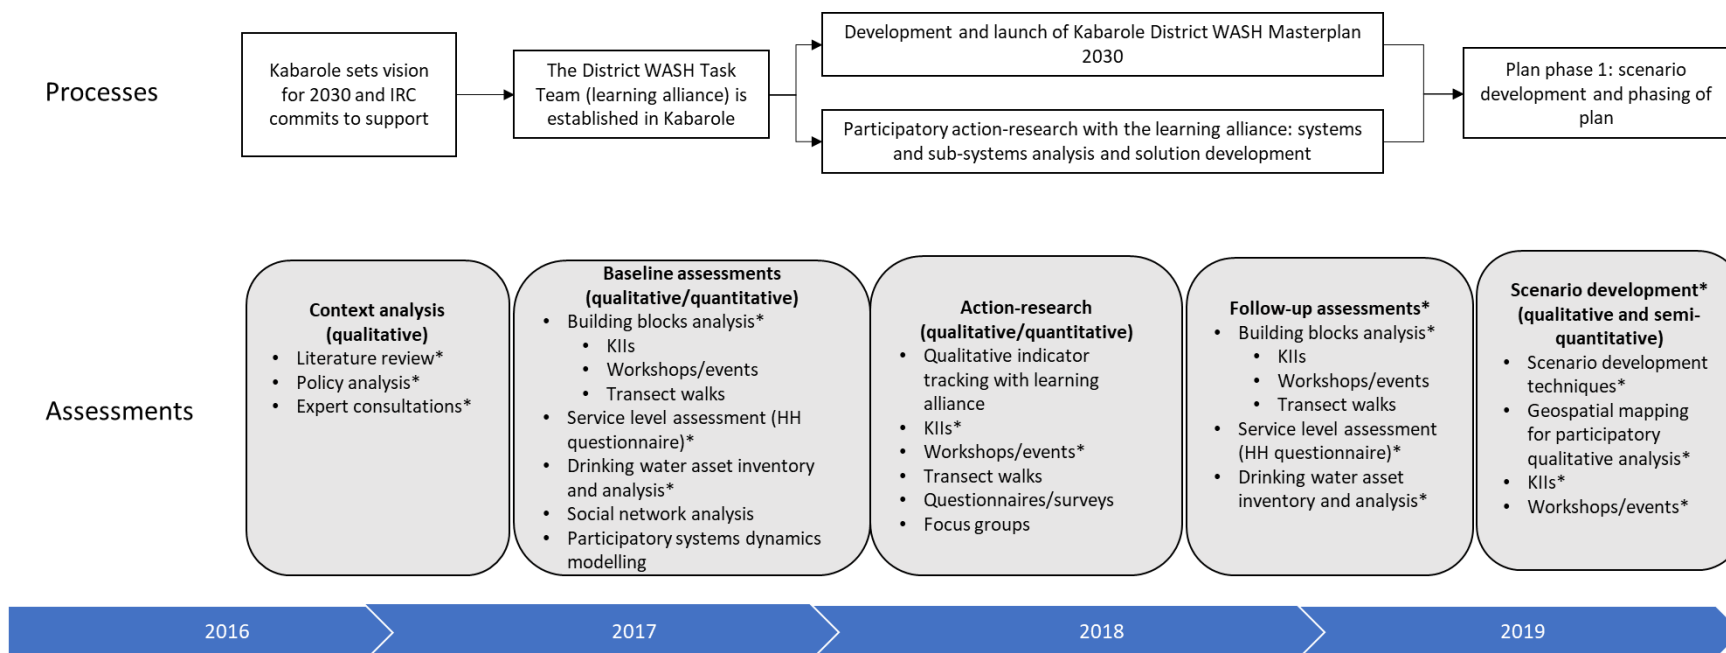 Processes
Kabarole sets vision
for 2030 and IRC
commits to support
The District WASH Task
Team (learning alliance) is
established in Kabarole
Development and launch of Kabarole District WASH Masterplan
2030
Participatory action-research with the learning alliance: systems
and sub-systems analysis and solution development
Plan phase 1: scenario
development and phasing of
plan
Assessments
Context analysis
(qualitative)
• Literature review*
• Policy analysis*
• Expert consultations*
Baseline assessments
(qualitative/quantitative)
• Building blocks analysis*
• KIIs
• Workshops/events
• Transect walks
• Service level assessment (HH
questionnaire)*
• Drinking water asset inventory
and analysis*
• Social network analysis
• Participatory systems dynamics
modelling
Action-research
(qualitative/quantitative)
• Qualitative indicator
tracking with learning
alliance
• KIIs*
• Workshops/events*
• Transect walks
• Questionnaires/surveys
• Focus groups
Follow-up assessments*
• Building blocks analysis*
• KIIs
• Workshops/events
• Transect walks
• Service level assessment
(HH questionnaire)*
• Drinking water asset
inventory and analysis*
Scenario development*
(qualitative and semi-
quantitative)
• Scenario development
techniques*
• Geospatial mapping
for participatory
qualitative analysis*
• KIIs*
• Workshops/events*
2016
2017
2018
2019